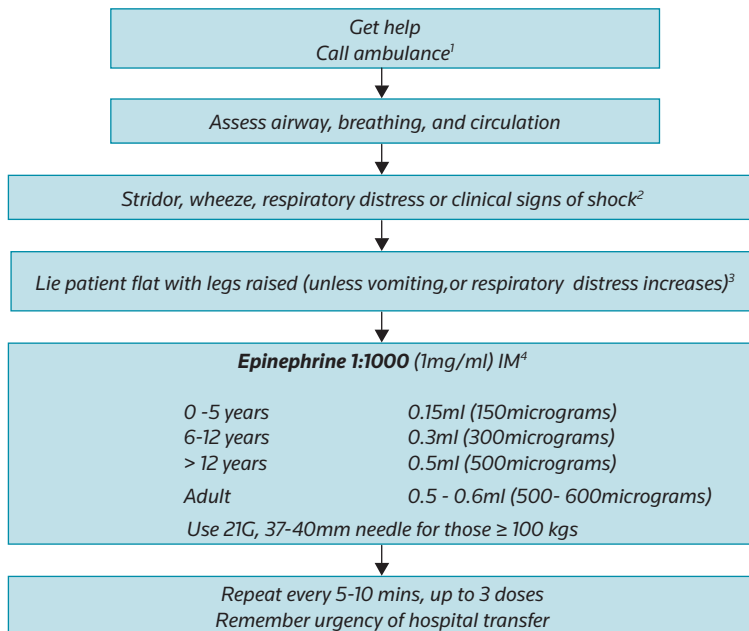 Get help
Call ambulance1
Assess airway, breathing, and circulation
Stridor, wheeze, respiratory distress or clinical signs of shock2
Lie patient flat with legs raised (unless vomiting,or respiratory distress increases)3
Epinephrine 1:1000 (1mg/ml) IM4
0 -5 years 0.15ml (150micrograms)
6-12 years 0.3ml (300micrograms)
> 12 years 0.5ml (500micrograms)
Adult 0.5 - 0.6ml (500- 600micrograms)
Use 21G, 37-40mm needle for those ≥ 100 kgs
Repeat every 5-10 mins, up to 3 doses
Remember urgency of hospital transfer